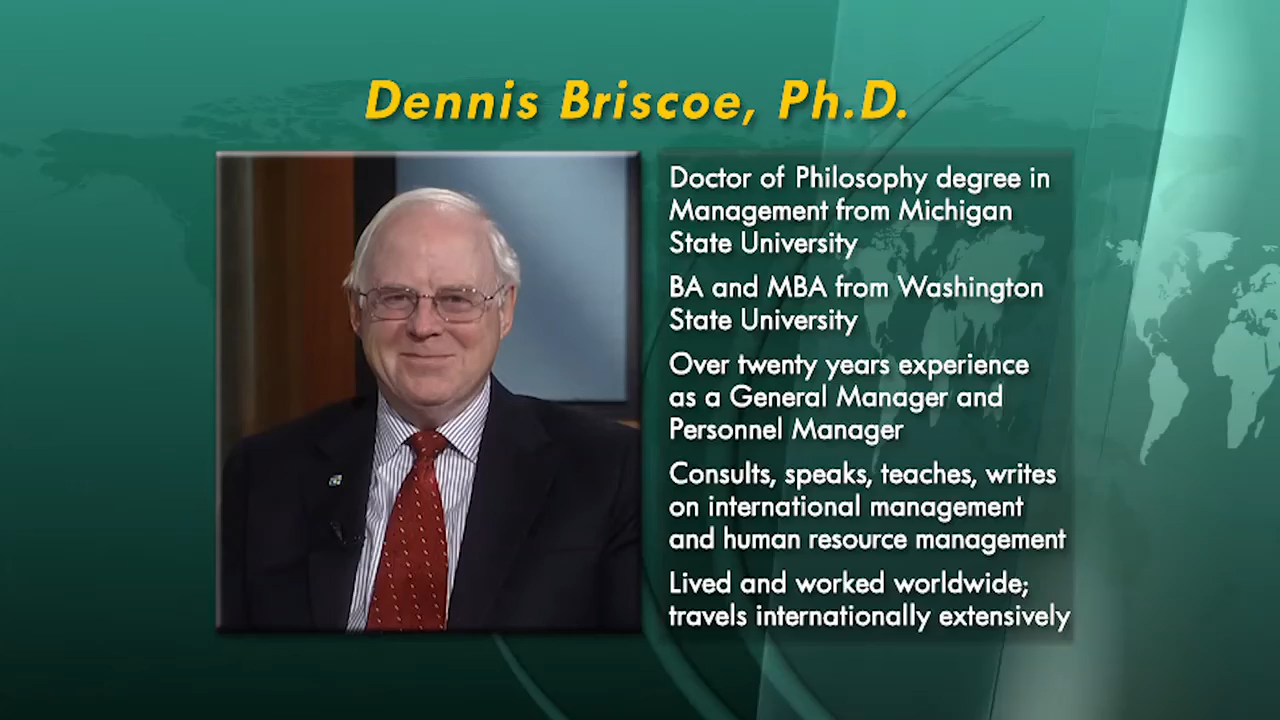 Dennis Briscoe, Ph.D.
Doctor of Philosophy degree in
Management from Michigan
State University
BA and MBA from Washington
State University
Over twenty years experience
as a General Manager and
Personnel Manager
Consults, speaks, teaches, writes
on international management
and human resource management
Lived and worked worldwide;
travels internationally extensively